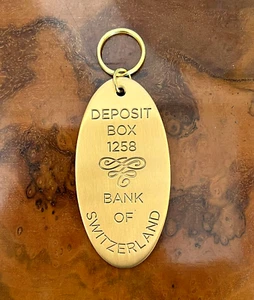 DEPOSIT
BOX
1258
BANK
OF
SWITZERLAND